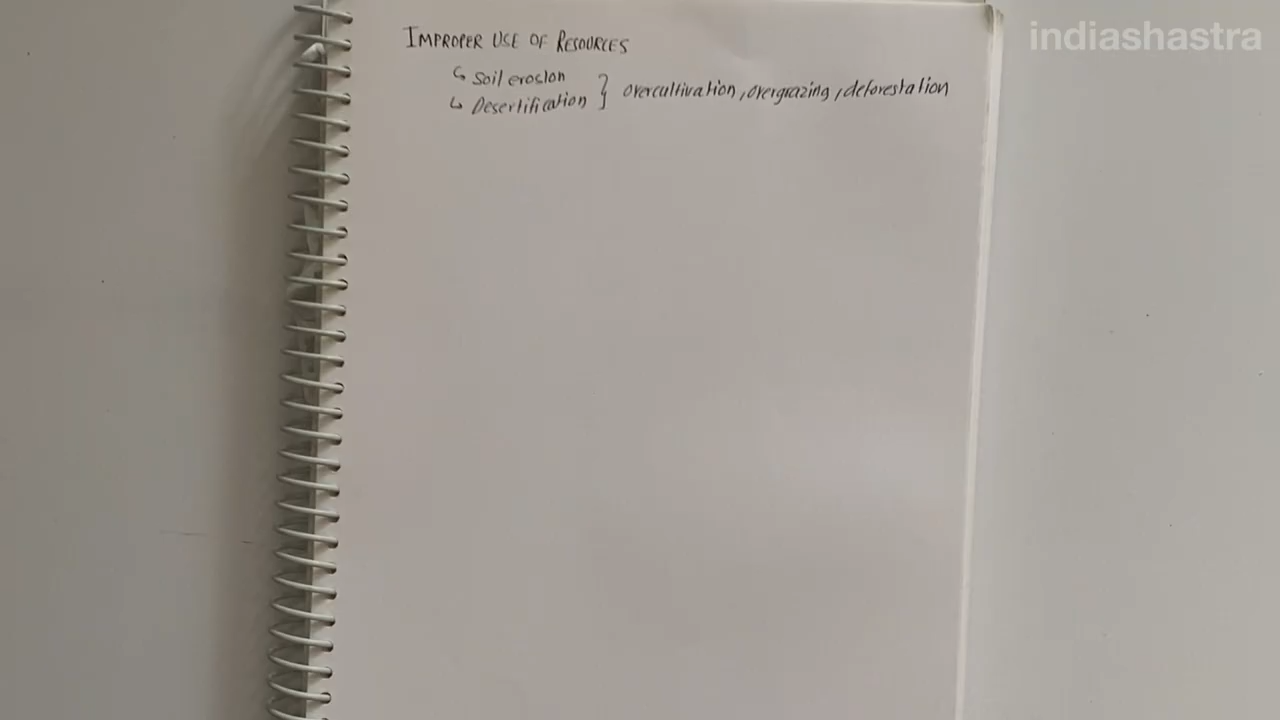 indiashastra
IMPROPER USE OF RESOURCES
↳ Soil erosion
↳ Desertification } overcultivation, overgrazing, deforestation